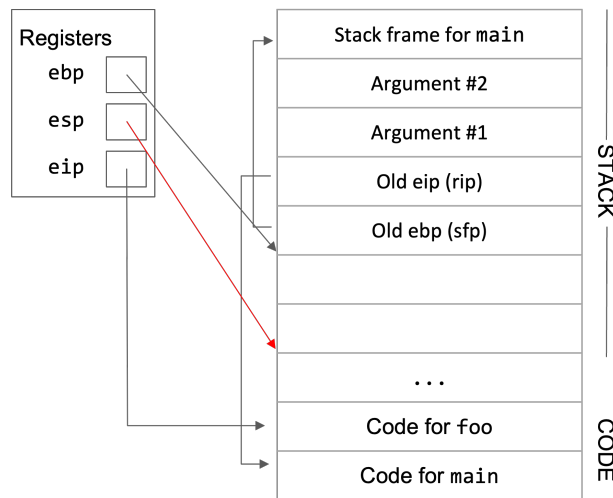 Registers
ebp
esp
eip
Stack frame for main
Argument #2
Argument #1
Old eip (rip)
Old ebp (sfp)
...
Code for foo
Code for main
STACK
CODE